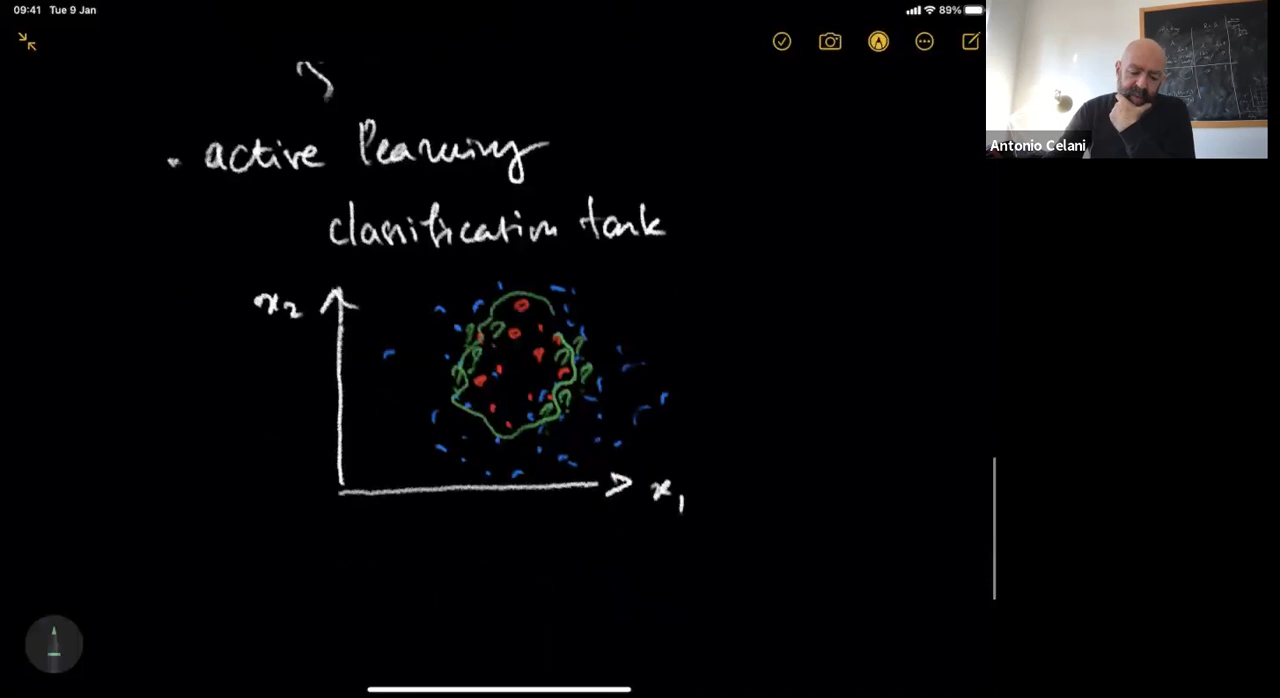 09:41 Tue 9 Jan
89%
Antonio Celani
. active learning
classification task
x2
? ?
? ? ?
? ?
? ?
x1